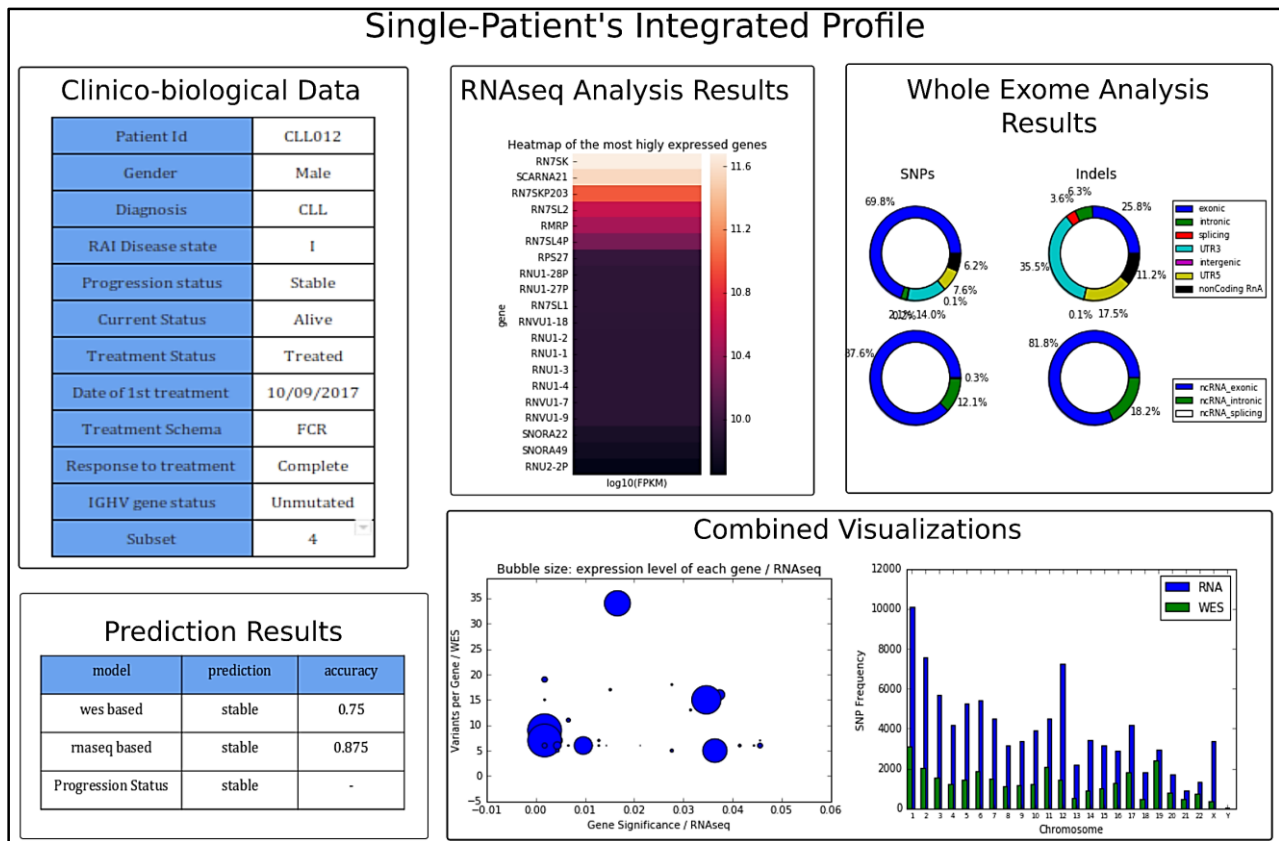 Single-Patient's Integrated Profile
Clinico-biological Data
Patient Id CLL012
Gender Male
Diagnosis CLL
RAI Disease state I
Progression status Stable
Current Status Alive
Treatment Status Treated
Date of 1st treatment 10/09/2017
Treatment Schema FCR
Response to treatment Complete
IGHV gene status Unmutated
Subset 4
Prediction Results
model prediction accuracy
wes based stable 0.75
rnaseq based stable 0.875
Progression Status stable -
RNAseq Analysis Results
Heatmap of the most higly expressed genes
gene
RN7SK
SCARNA21
RN7SKP203
RN7SL2
RMRP
RN7SL4P
RPS27
RNU1-28P
RNU1-27P
RN7SL1
RNVU1-18
RNU1-2
RNU1-1
RNU1-3
RNU1-4
RNVU1-7
RNVU1-9
SNORA22
SNORA49
RNU2-2P
log10(FPKM)
11.6
11.2
10.8
10.4
10.0
Whole Exome Analysis
Results
SNPs
69.8%
6.2%
7.6%
0.1%
14.0%
2.1%
0.2%
Indels
3.6%
6.3%
25.8%
35.5%
11.2%
0.1%
17.5%
exonic
intronic
splicing
UTR3
intergenic
UTR5
nonCoding RnA
0.3%
12.1%
81.8%
18.2%
ncRNA_exonic
ncRNA_intronic
ncRNA_splicing
Combined Visualizations
Bubble size: expression level of each gene / RNAseq
Variants per Gene / WES
35
30
25
20
15
10
5
0
−5
−0.01 0.00 0.01 0.02 0.03 0.04 0.05 0.06
Gene Significance / RNAseq
SNP Frequency
12000
10000
8000
6000
4000
2000
0
RNA
WES
1 2 3 4 5 6 7 8 9 10 11 12 13 14 15 16 17 18 19 20 21 22 X Y
Chromosome